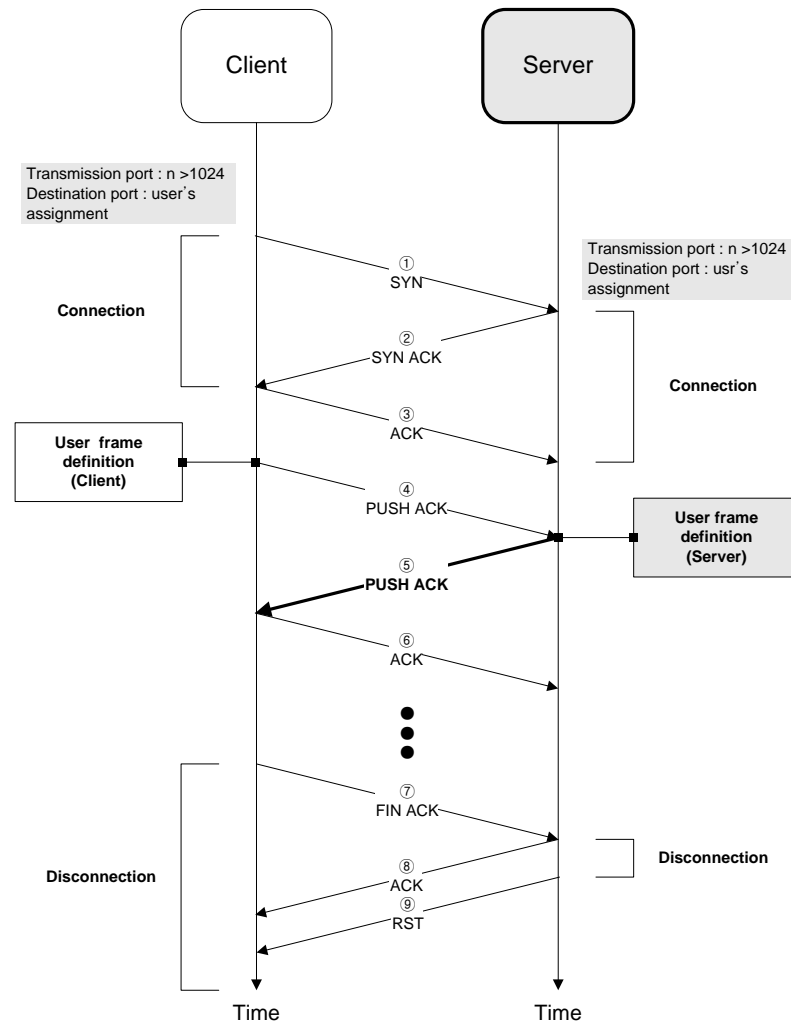 Client
Server
Transmission port : n >1024
Destination port : user's
assignment
Transmission port : n >1024
Destination port : usr's
assignment
①
SYN
Connection
②
SYN ACK
Connection
③
ACK
User frame
definition
(Client)
④
PUSH ACK
User frame
definition
(Server)
⑤
PUSH ACK
⑥
ACK
⑦
FIN ACK
Disconnection
⑧
ACK
Disconnection
⑨
RST
Time
Time